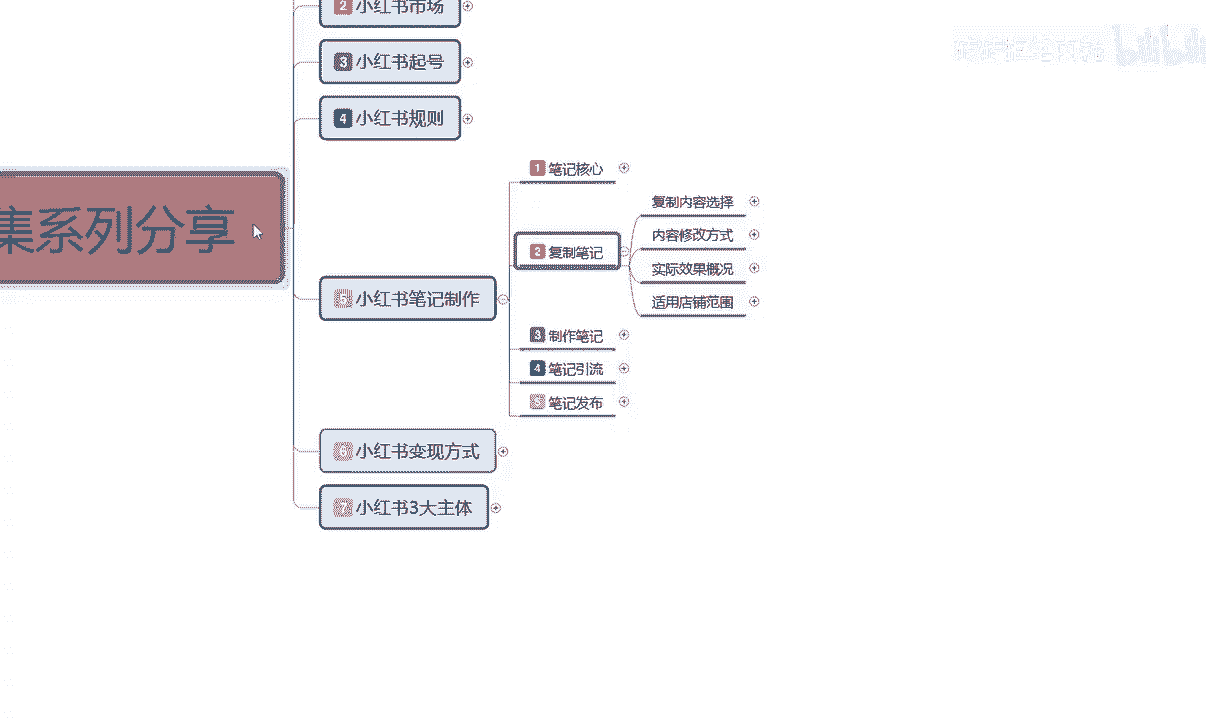 2 小红书市场
3 小红书起号
4 小红书规则
集系列分享
5 小红书笔记制作
1 笔记核心
2 复制笔记
复制内容选择
内容修改方式
实际效果概况
适用店铺范围
3 制作笔记
4 笔记引流
5 笔记发布
6 小红书变现方式
7 小红书3大主体
bilibili